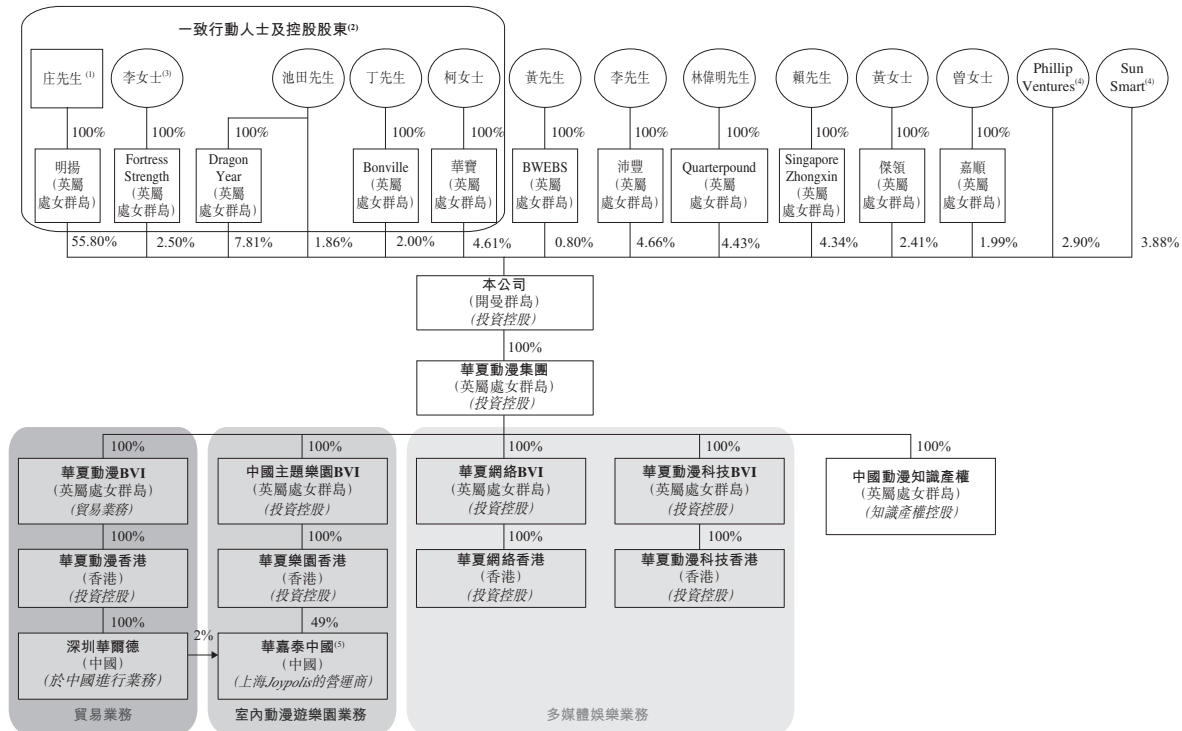 一致行動人士及控股股東(2)
庄先生(1)
李女士(3)
池田先生
丁先生
柯女士
黃先生
李先生
林偉明先生
賴先生
黃女士
曾女士
Phillip
Ventures(4)
Sun
Smart(4)
100%
100%
100%
100%
100%
100%
100%
100%
100%
100%
100%
明揚
(英屬
處女群島)
Fortress
Strength
(英屬
處女群島)
Dragon
Year
(英屬
處女群島)
Bonville
(英屬
處女群島)
華寶
(英屬
處女群島)
BWEBS
(英屬
處女群島)
沛豐
(英屬
處女群島)
Quarterpound
(英屬
處女群島)
Singapore
Zhongxin
(英屬
處女群島)
傑領
(英屬
處女群島)
嘉順
(英屬
處女群島)
55.80%
2.50%
7.81%
1.86%
2.00%
4.61%
0.80%
4.66%
4.43%
4.34%
2.41%
1.99%
2.90%
3.88%
本公司
(開曼群島)
(投資控股)
100%
華夏動漫集團
(英屬處女群島)
(投資控股)
100%
100%
100%
100%
100%
華夏動漫BVI
(英屬處女群島)
(貿易業務)
中國主題樂園BVI
(英屬處女群島)
(投資控股)
華夏網絡BVI
(英屬處女群島)
(投資控股)
華夏動漫科技BVI
(英屬處女群島)
(投資控股)
中國動漫知識產權
(英屬處女群島)
(知識產權控股)
100%
100%
100%
100%
華夏動漫香港
(香港)
(投資控股)
華夏樂園香港
(香港)
(投資控股)
華夏網絡香港
(香港)
(投資控股)
華夏動漫科技香港
(香港)
(投資控股)
100%
49%
深圳華爾德
(中國)
(於中國進行業務)
2%
華嘉泰中國(5)
(中國)
(上海Joypolis的營運商)
貿易業務
室內動漫遊樂園業務
多媒體娛樂業務